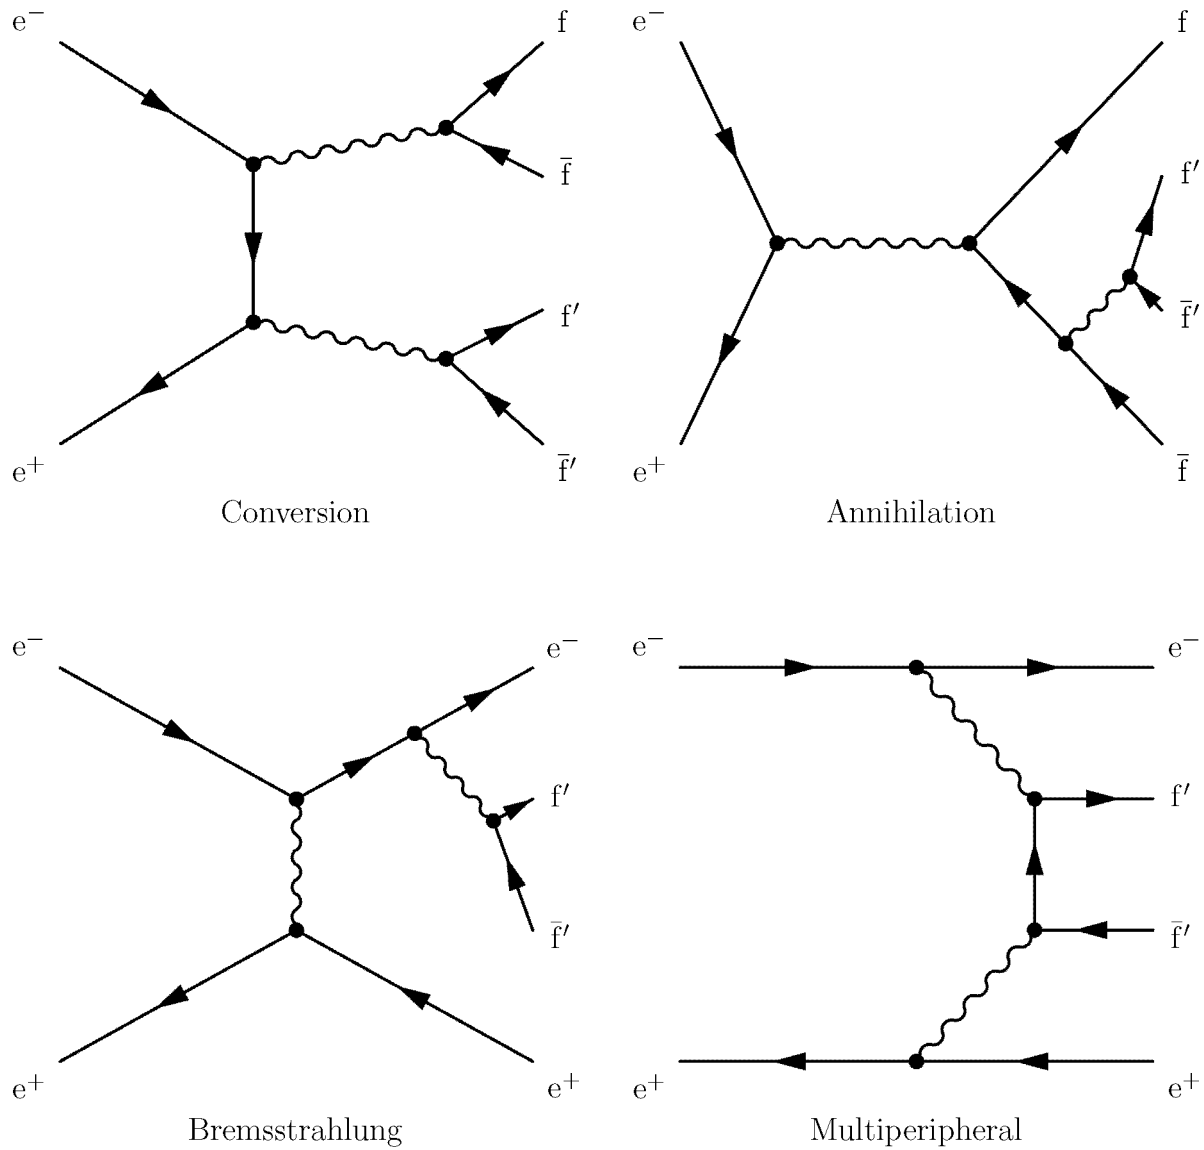 e⁻ f e⁻ f
f̄ f′
f′ f̄′
e⁺ f̄′ e⁺ f̄
Conversion Annihilation
e⁻ e⁻ e⁻ e⁻
f′ f′
f̄′ f̄′
e⁺ e⁺ e⁺ e⁺
Bremsstrahlung Multiperipheral